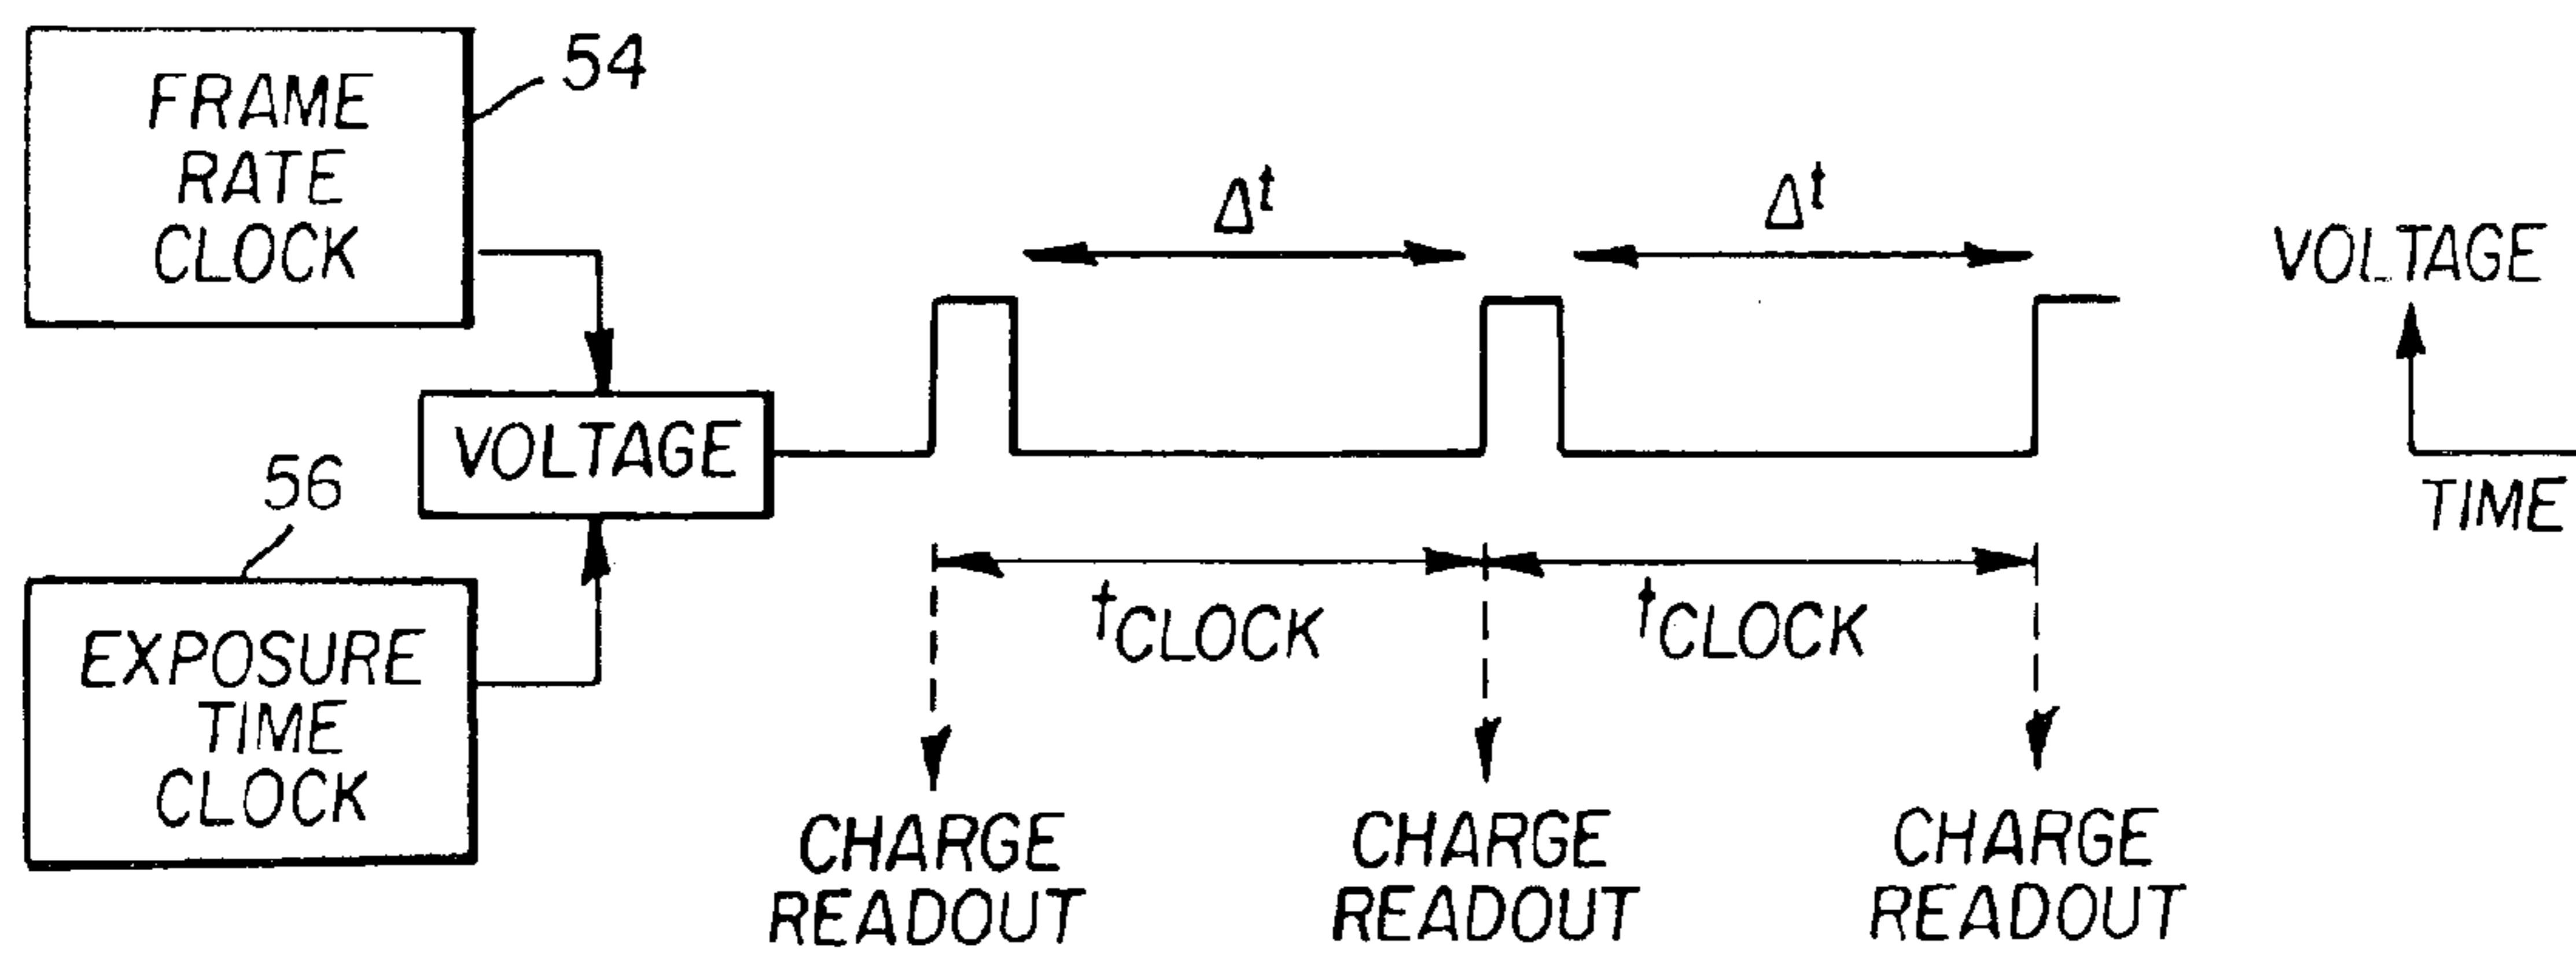 FRAME
RATE
CLOCK
54
VOLTAGE
56
EXPOSURE
TIME
CLOCK
Δt
Δt
tCLOCK
tCLOCK
CHARGE
READOUT
CHARGE
READOUT
CHARGE
READOUT
VOLTAGE
TIME